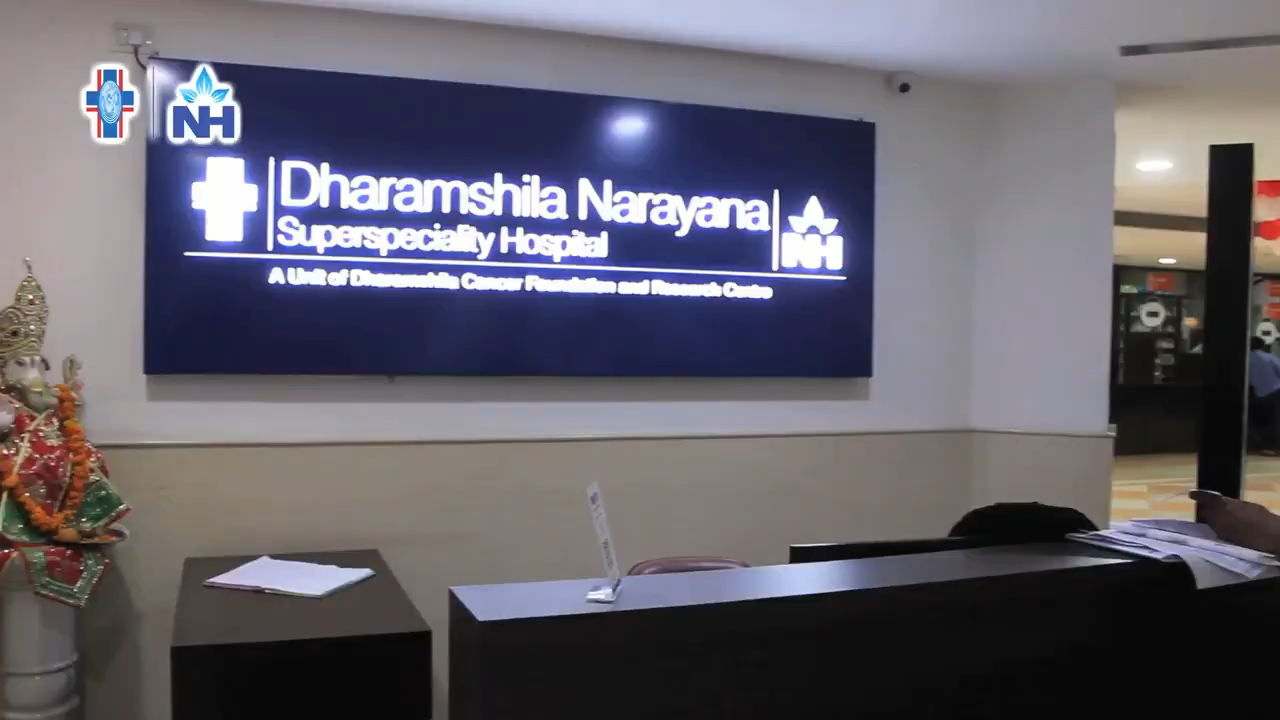 NH
Dharamshila Narayana
Superspeciality Hospital
NH
A Unit of Dharamshila Cancer Foundation and Research Centre